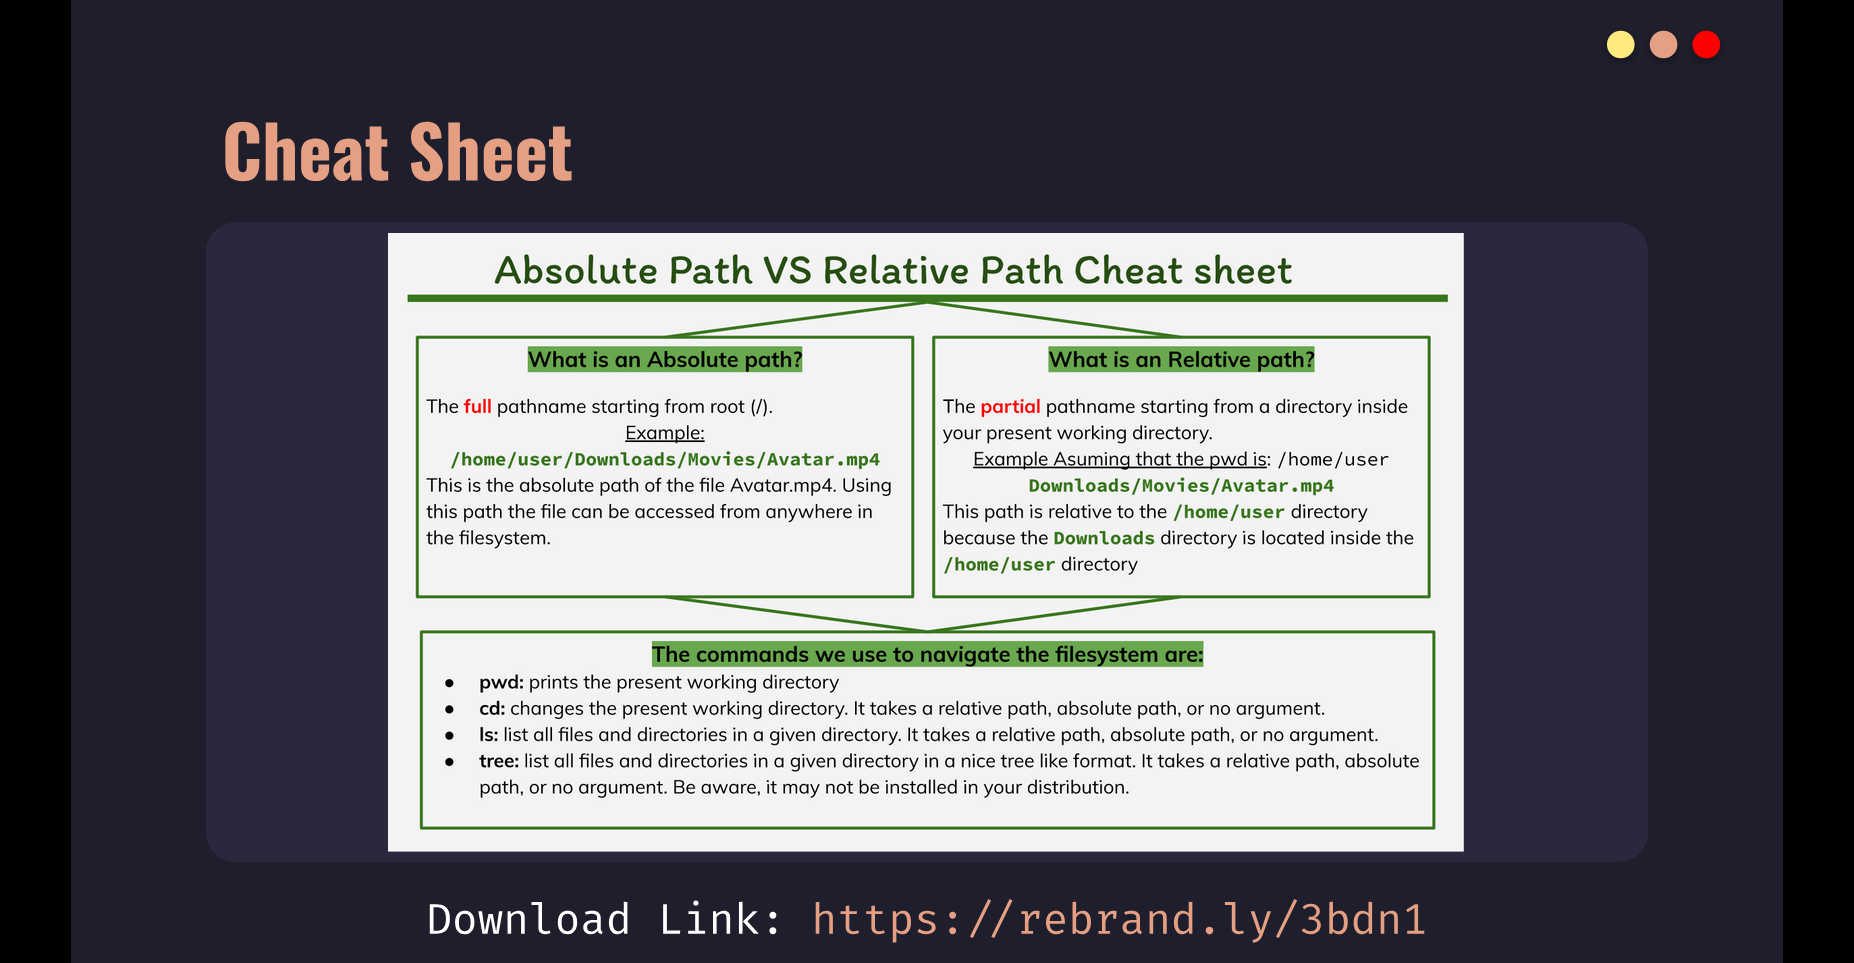 Cheat Sheet
Absolute Path VS Relative Path Cheat sheet
What is an Absolute path?
The full pathname starting from root (/).
Example:
/home/user/Downloads/Movies/Avatar.mp4
This is the absolute path of the file Avatar.mp4. Using
this path the file can be accessed from anywhere in
the filesystem.
What is an Relative path?
The partial pathname starting from a directory inside
your present working directory.
Example Asuming that the pwd is: /home/user
Downloads/Movies/Avatar.mp4
This path is relative to the /home/user directory
because the Downloads directory is located inside the
/home/user directory
The commands we use to navigate the filesystem are:
● pwd: prints the present working directory
● cd: changes the present working directory. It takes a relative path, absolute path, or no argument.
● ls: list all files and directories in a given directory. It takes a relative path, absolute path, or no argument.
● tree: list all files and directories in a given directory in a nice tree like format. It takes a relative path, absolute
path, or no argument. Be aware, it may not be installed in your distribution.
Download Link: https://rebrand.ly/3bdn1